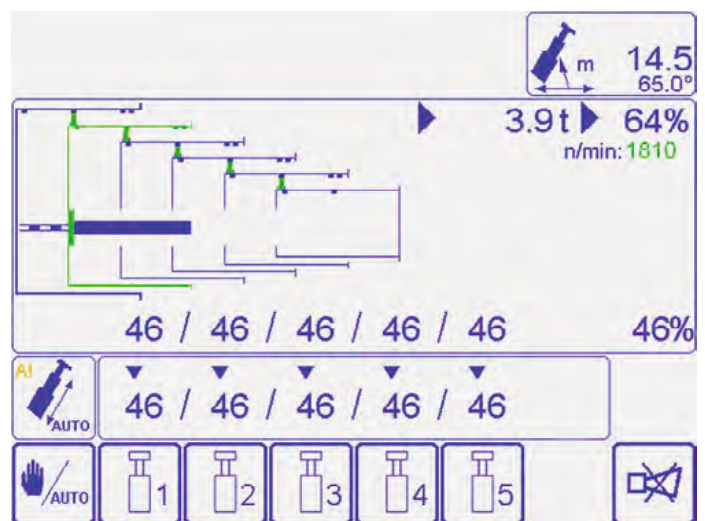 m 14.5
65.0°
3.9 t 64%
n/min: 1810
46 / 46 / 46 / 46 / 46 46%
A!
AUTO
46 / 46 / 46 / 46 / 46
/AUTO 1 2 3 4 5